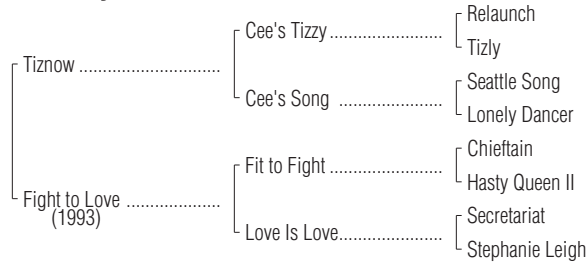 Relaunch
Cee's Tizzy
Tizly
Tiznow
Seattle Song
Cee's Song
Lonely Dancer
Chieftain
Fit to Fight
Hasty Queen II
Fight to Love
(1993)
Secretariat
Love Is Love
Stephanie Leigh